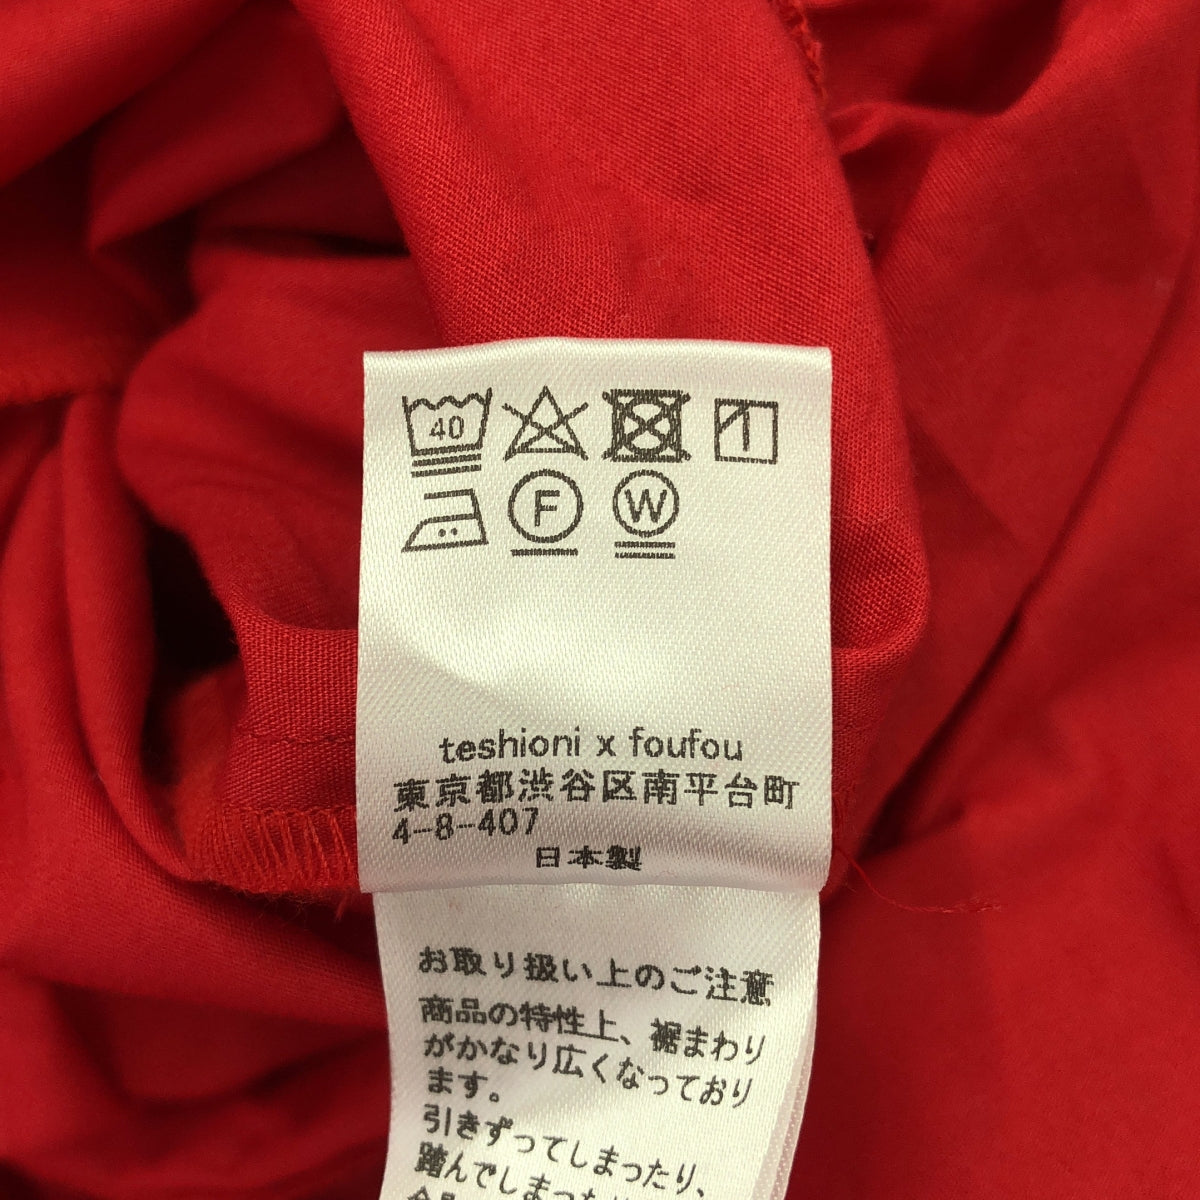 40
F
W
teshioni x foufou
東京都渋谷区南平台町
4-8-407
日本製
お取り扱い上のご注意
商品の特性上、裾まわり
がかなり広くなっており
ます。
引きずってしまったり、
踏んでしまったり